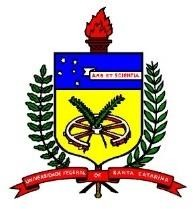 ARS ET SCIENTIA
UNIVERSIDADE FEDERAL DE SANTA CATARINA